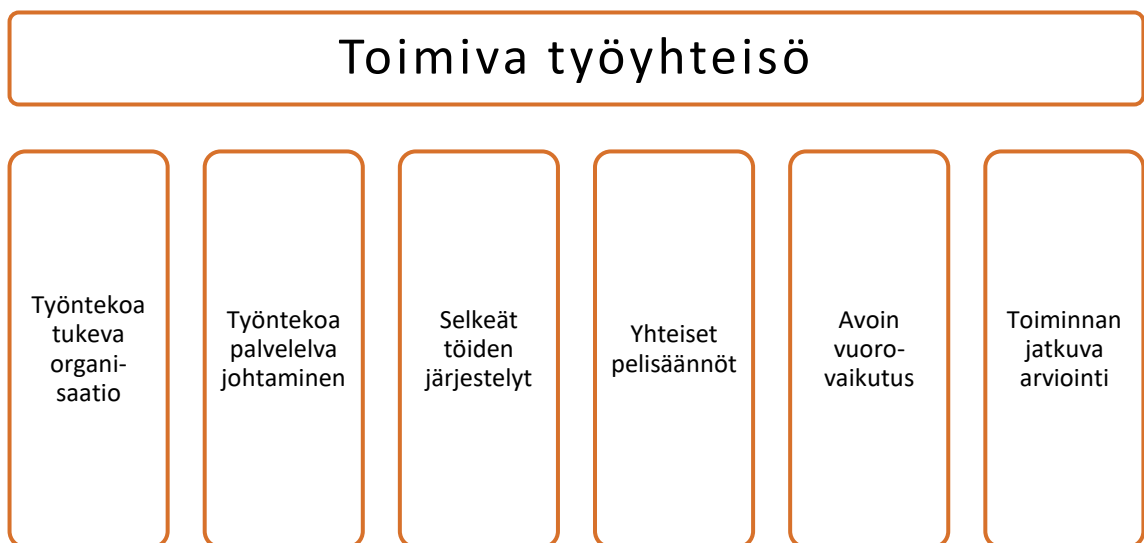 Toimiva työyhteisö
Työntekoa
tukeva
organi-
saatio
Työntekoa
palvelelva
johtaminen
Selkeät
töiden
järjestelyt
Yhteiset
pelisäännöt
Avoin
vuoro-
vaikutus
Toiminnan
jatkuva
arviointi